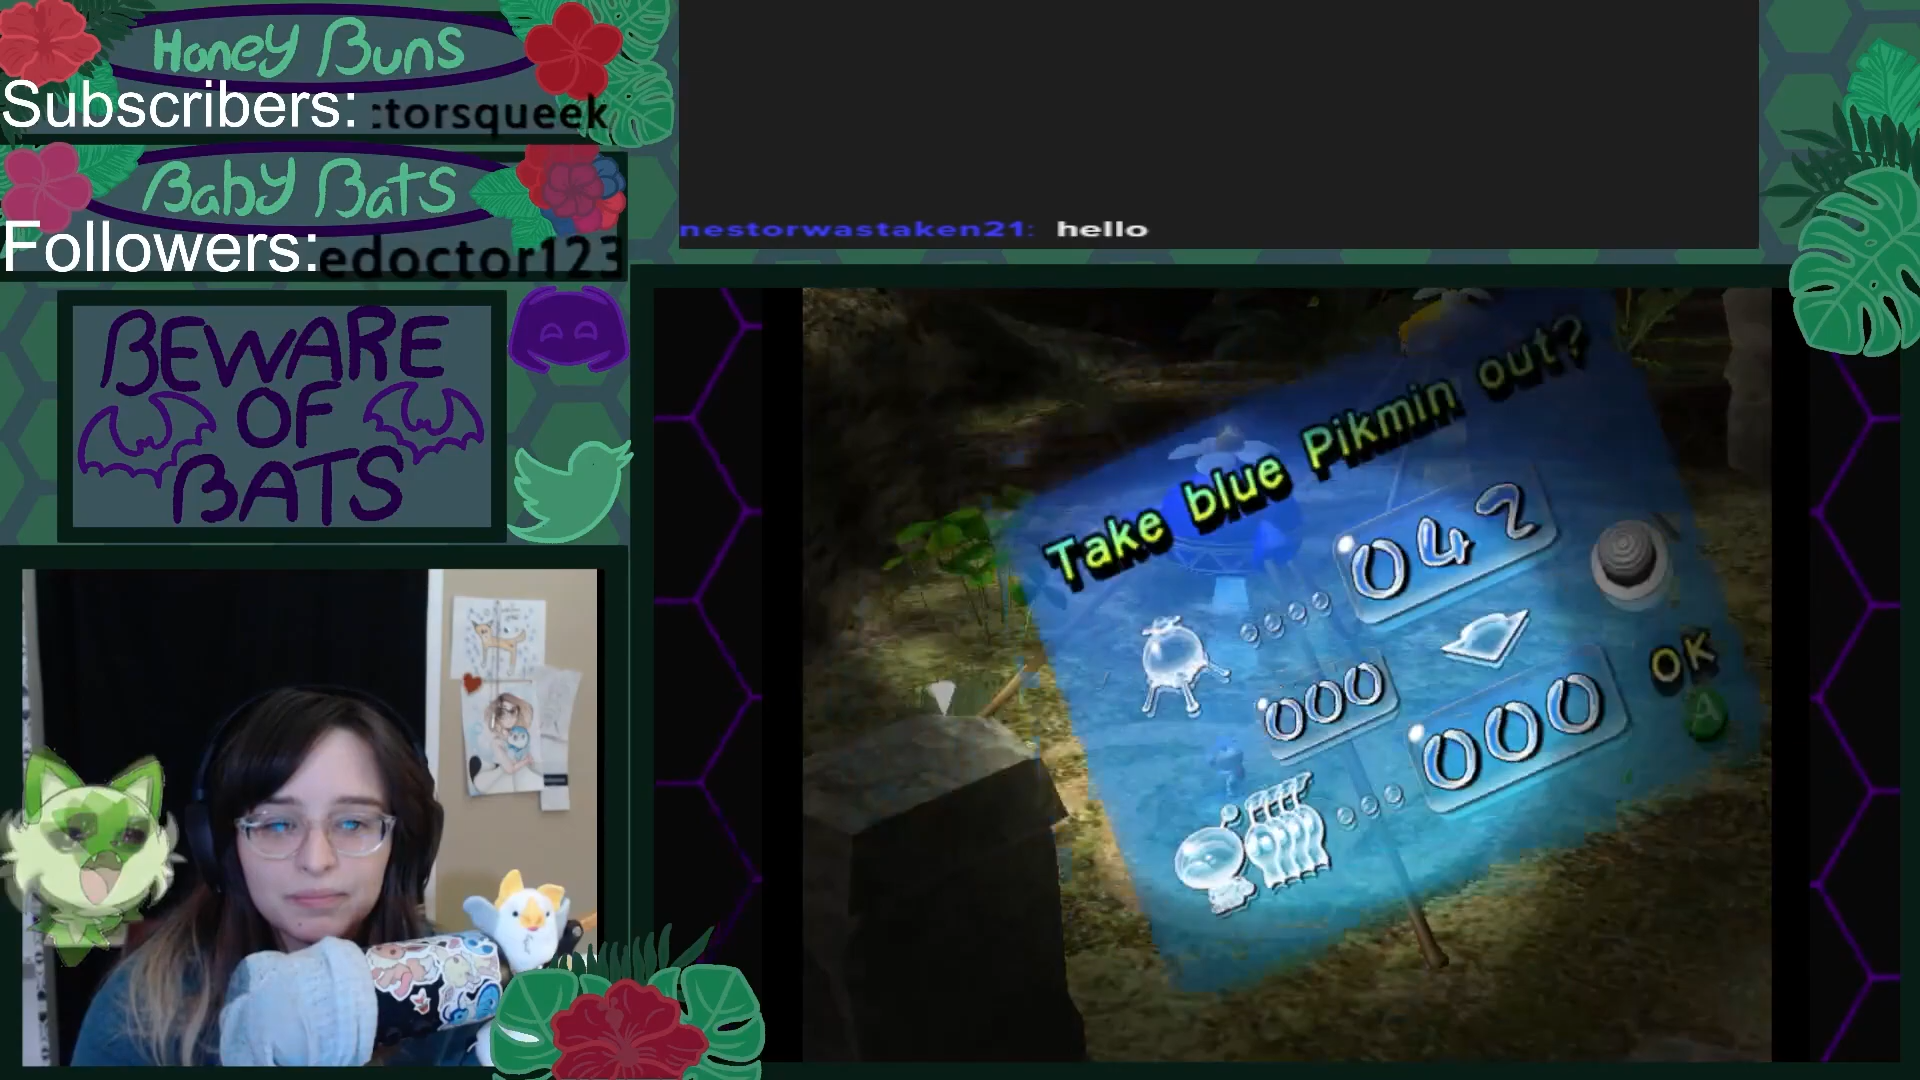 Honey Buns
Subscribers: torsqueek
Baby Bats
Followers: edoctor123
BEWARE
OF
BATS
nestorwastaken21: hello
Take blue Pikmin out?
042
000
000
OK
A